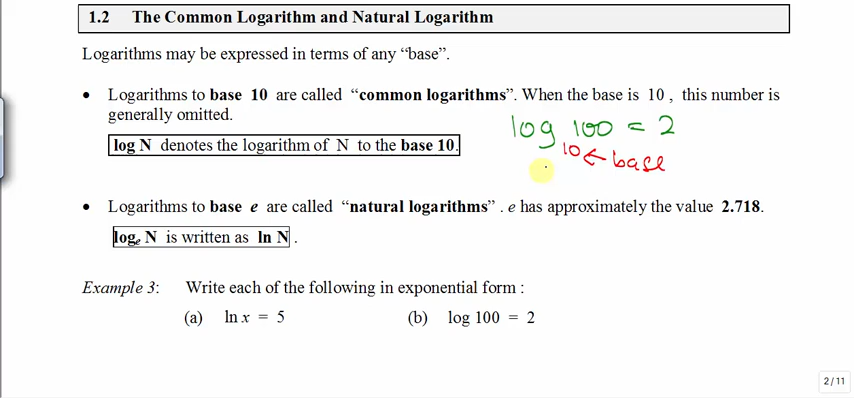 1.2 The Common Logarithm and Natural Logarithm
Logarithms may be expressed in terms of any “base”.
• Logarithms to base 10 are called “common logarithms”. When the base is 10 , this number is
generally omitted.
log 100 = 2
log N denotes the logarithm of N to the base 10.
10 ← base
• Logarithms to base e are called “natural logarithms” . e has approximately the value 2.718.
logₑ N is written as ln N .
Example 3: Write each of the following in exponential form :
(a) ln x = 5 (b) log 100 = 2
2 / 11